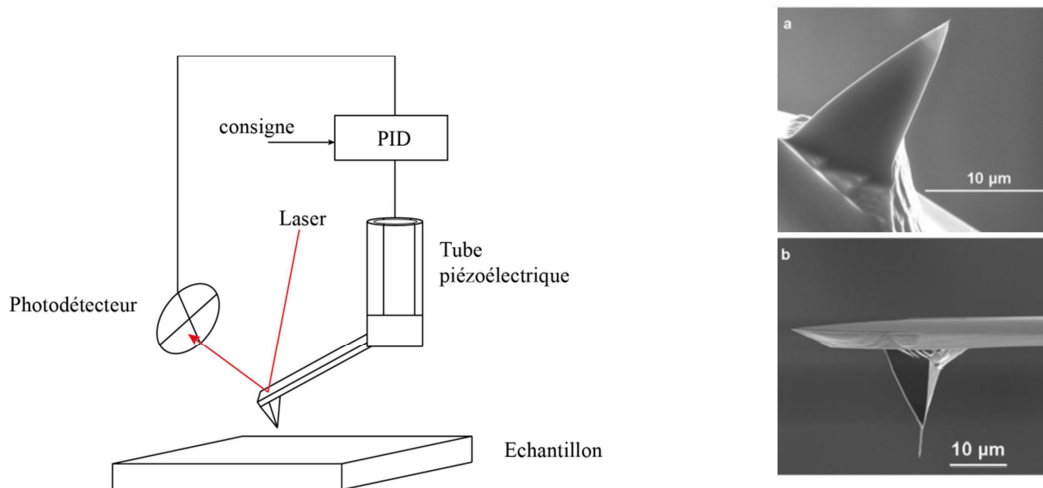 consigne
PID
Laser
Tube
piézoélectrique
Photodétecteur
Echantillon
a
10 µm
b
10 µm